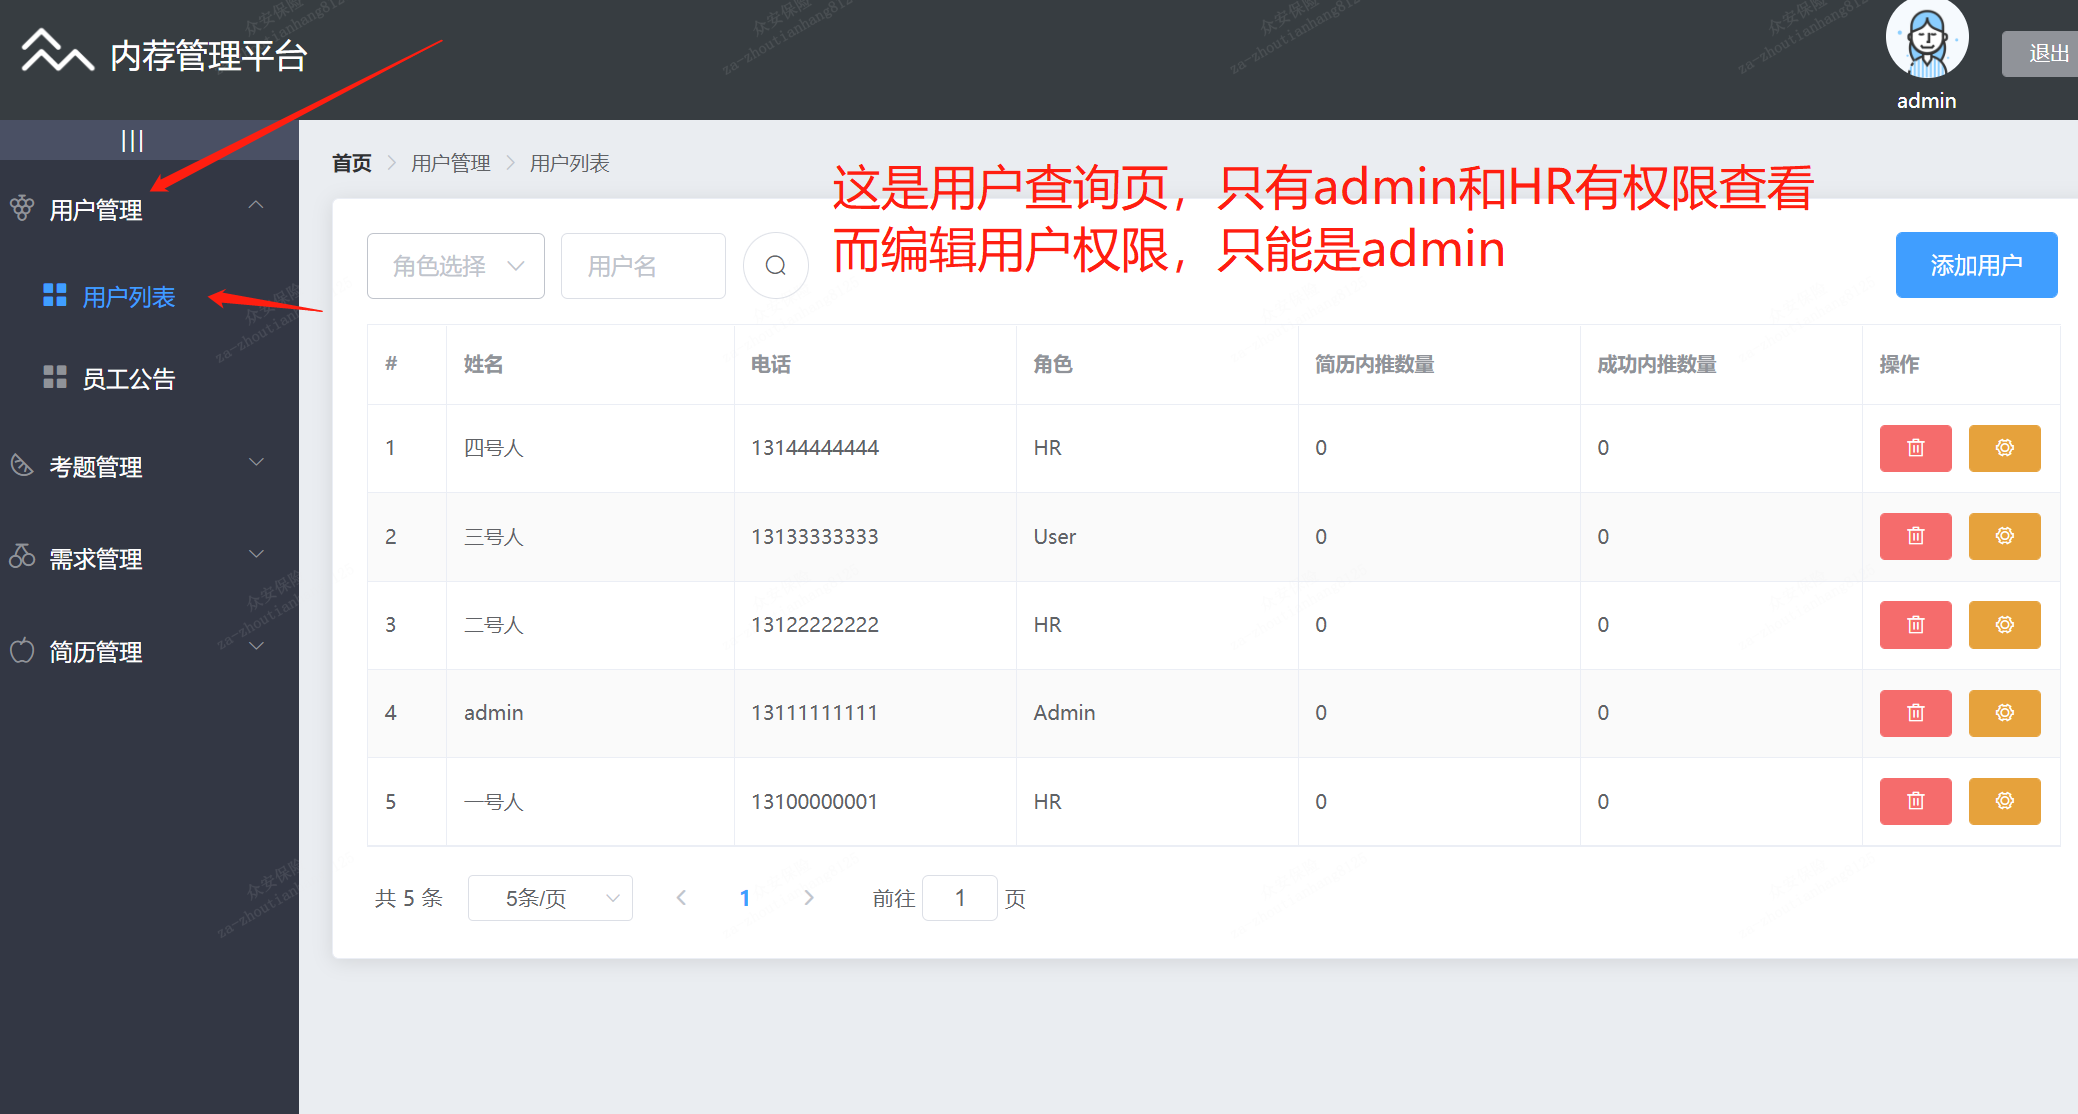 内荐管理平台
退出
admin
|||
首页 > 用户管理 > 用户列表
用户管理
用户列表
员工公告
考题管理
需求管理
简历管理
这是用户查询页，只有admin和HR有权限查看
而编辑用户权限，只能是admin
角色选择 用户名
添加用户
# 姓名 电话 角色 简历内推数量 成功内推数量 操作
1 四号人 13144444444 HR 0 0
2 三号人 13133333333 User 0 0
3 二号人 13122222222 HR 0 0
4 admin 13111111111 Admin 0 0
5 一号人 13100000001 HR 0 0
共 5 条 5条/页 < 1 > 前往 1 页
众安保险